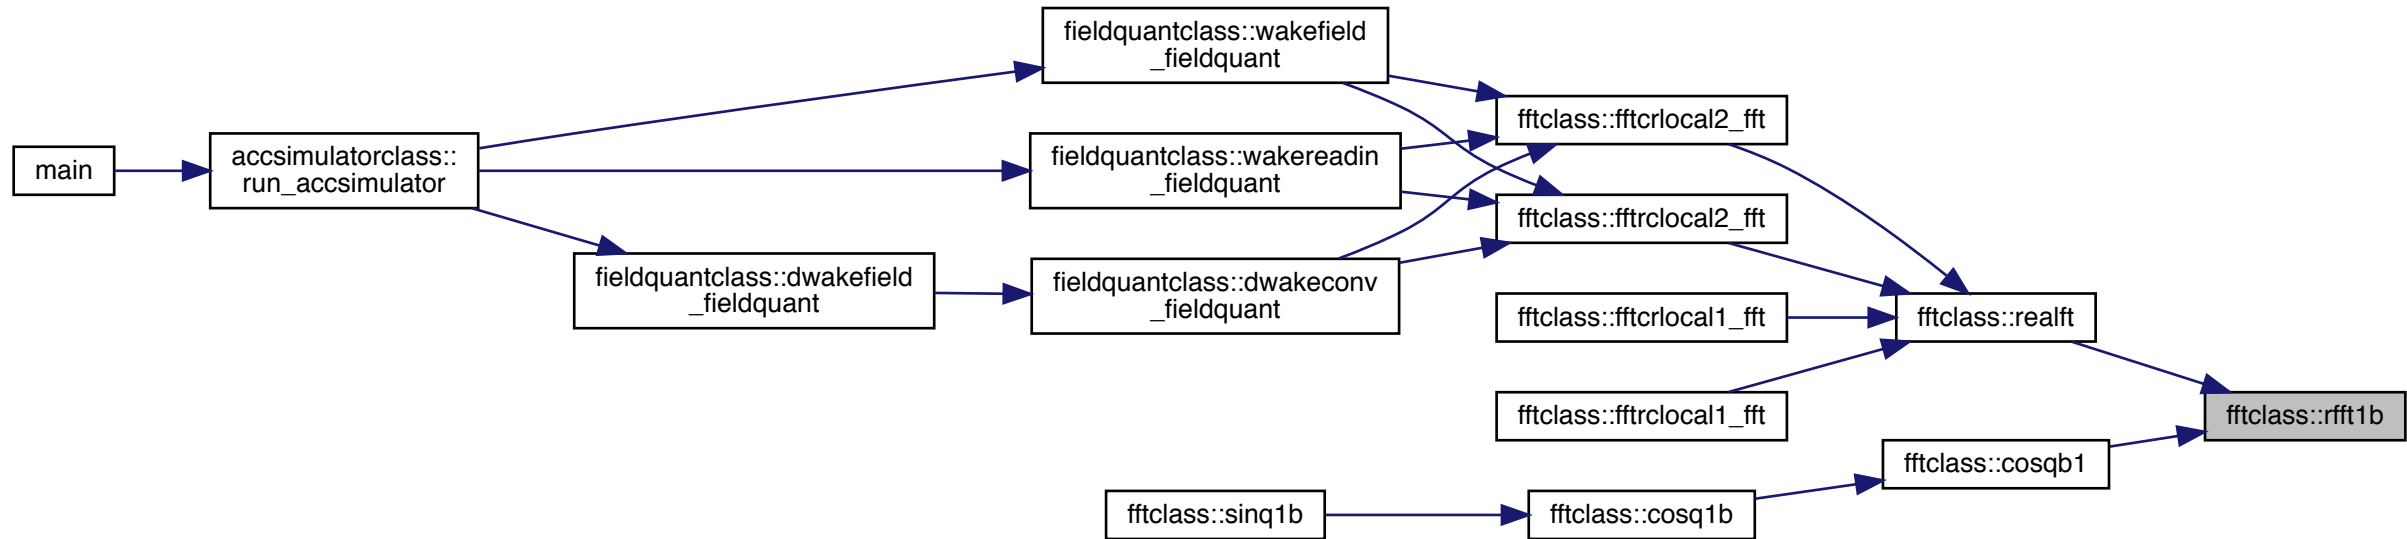 fieldquantclass::wakefield
_fieldquant
fftclass::fftcrlocal2_fft
main
accsimulatorclass::
run_accsimulator
fieldquantclass::wakereadin
_fieldquant
fftclass::fftrclocal2_fft
fieldquantclass::dwakefield
_fieldquant
fieldquantclass::dwakeconv
_fieldquant
fftclass::fftcrlocal1_fft
fftclass::realft
fftclass::fftrclocal1_fft
fftclass::rfft1b
fftclass::cosqb1
fftclass::sinq1b
fftclass::cosq1b